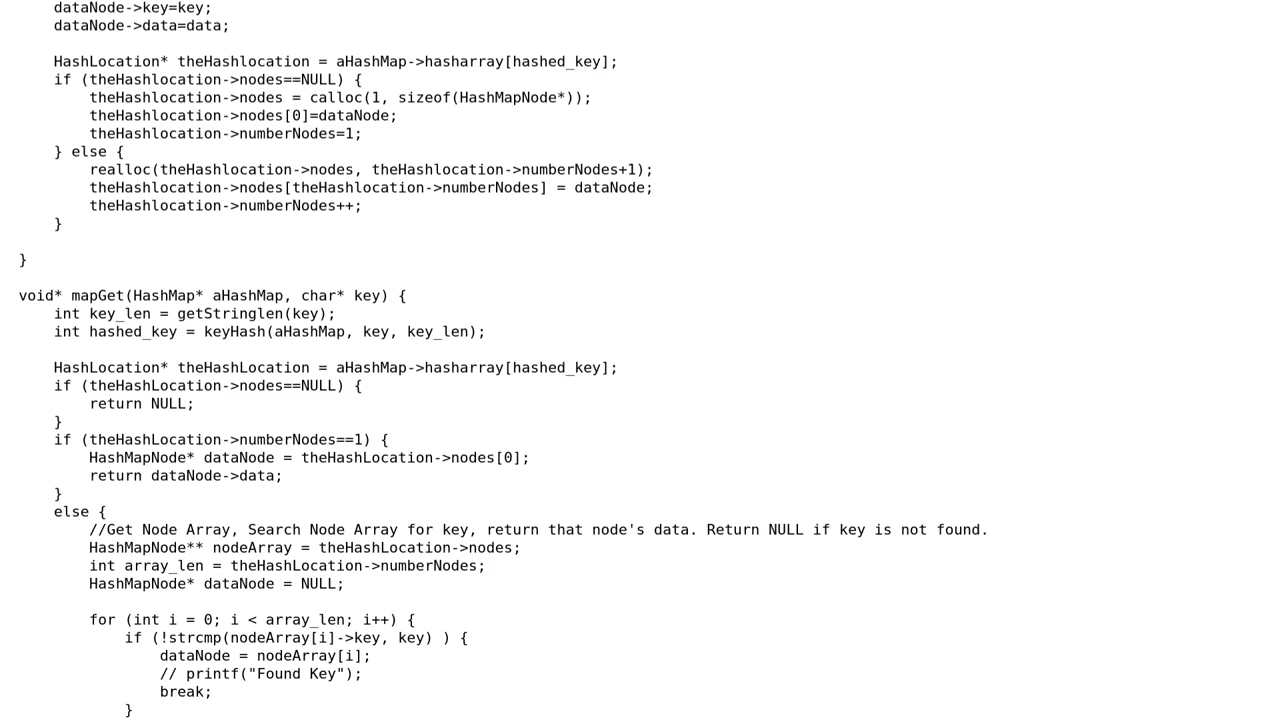 dataNode->key=key;
dataNode->data=data;
HashLocation* theHashlocation = aHashMap->hasharray[hashed_key];
if (theHashlocation->nodes==NULL) {
theHashlocation->nodes = calloc(1, sizeof(HashMapNode*));
theHashlocation->nodes[0]=dataNode;
theHashlocation->numberNodes=1;
} else {
realloc(theHashlocation->nodes, theHashlocation->numberNodes+1);
theHashlocation->nodes[theHashlocation->numberNodes] = dataNode;
theHashlocation->numberNodes++;
}
}
void* mapGet(HashMap* aHashMap, char* key) {
int key_len = getStringlen(key);
int hashed_key = keyHash(aHashMap, key, key_len);
HashLocation* theHashLocation = aHashMap->hasharray[hashed_key];
if (theHashLocation->nodes==NULL) {
return NULL;
}
if (theHashLocation->numberNodes==1) {
HashMapNode* dataNode = theHashLocation->nodes[0];
return dataNode->data;
}
else {
//Get Node Array, Search Node Array for key, return that node's data. Return NULL if key is not found.
HashMapNode** nodeArray = theHashLocation->nodes;
int array_len = theHashLocation->numberNodes;
HashMapNode* dataNode = NULL;
for (int i = 0; i < array_len; i++) {
if (!strcmp(nodeArray[i]->key, key) ) {
dataNode = nodeArray[i];
// printf("Found Key");
break;
}